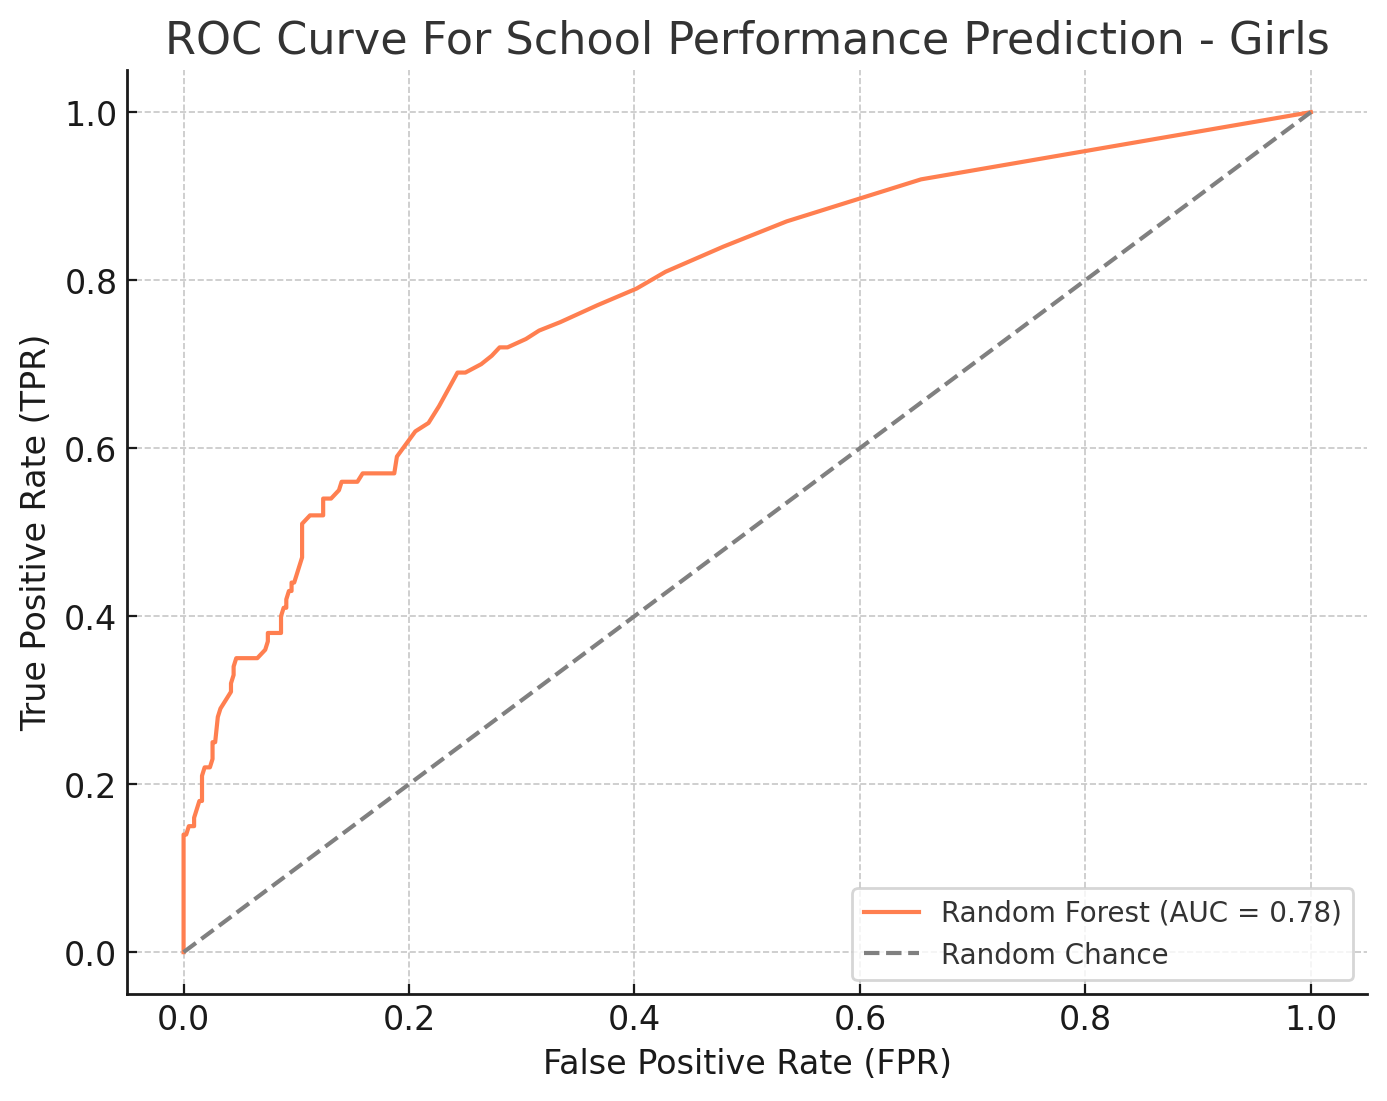 ROC Curve For School Performance Prediction - Girls
1.0
0.8
0.6
0.4
0.2
0.0
True Positive Rate (TPR)
Random Forest (AUC = 0.78)
Random Chance
0.0 0.2 0.4 0.6 0.8 1.0
False Positive Rate (FPR)